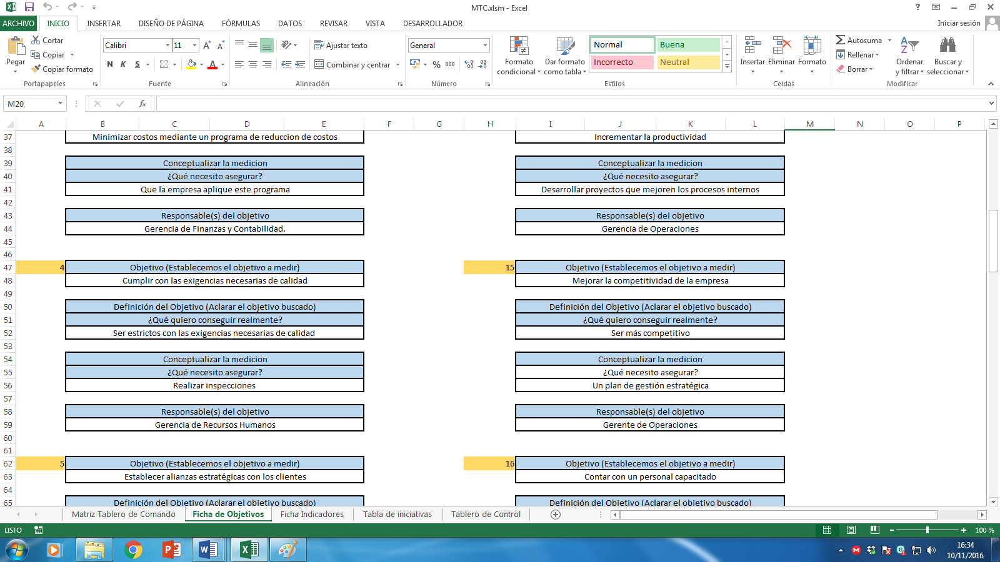 MTC.xlsm - Excel
ARCHIVO INICIO INSERTAR DISEÑO DE PÁGINA FÓRMULAS DATOS REVISAR VISTA DESARROLLADOR Iniciar sesión
Pegar
Cortar
Copiar
Copiar formato
Portapapeles
Calibri 11
N K S
Fuente
Ajustar texto
Combinar y centrar
Alineación
General
% 000
Número
Formato condicional
Dar formato como tabla
Normal Buena
Incorrecto Neutral
Estilos
Insertar Eliminar Formato
Celdas
Autosuma
Rellenar
Borrar
Ordenar y filtrar
Buscar y seleccionar
Modificar
M20 fx
A B C D E F G H I J K L M N O P
37 Minimizar costos mediante un programa de reduccion de costos Incrementar la productividad
38
39 Conceptualizar la medicion Conceptualizar la medicion
40 ¿Qué necesito asegurar? ¿Qué necesito asegurar?
41 Que la empresa aplique este programa Desarrollar proyectos que mejoren los procesos internos
42
43 Responsable(s) del objetivo Responsable(s) del objetivo
44 Gerencia de Finanzas y Contabilidad. Gerencia de Operaciones
45
46
47 4 Objetivo (Establecemos el objetivo a medir) 15 Objetivo (Establecemos el objetivo a medir)
48 Cumplir con las exigencias necesarias de calidad Mejorar la competitividad de la empresa
49
50 Definición del Objetivo (Aclarar el objetivo buscado) Definición del Objetivo (Aclarar el objetivo buscado)
51 ¿Qué quiero conseguir realmente? ¿Qué quiero conseguir realmente?
52 Ser estrictos con las exigencias necesarias de calidad Ser más competitivo
53
54 Conceptualizar la medicion Conceptualizar la medicion
55 ¿Qué necesito asegurar? ¿Qué necesito asegurar?
56 Realizar inspecciones Un plan de gestión estratégica
57
58 Responsable(s) del objetivo Responsable(s) del objetivo
59 Gerencia de Recursos Humanos Gerente de Operaciones
60
61
62 5 Objetivo (Establecemos el objetivo a medir) 16 Objetivo (Establecemos el objetivo a medir)
63 Establecer alianzas estratégicas con los clientes Contar con un personal capacitado
64
65 Definición del Objetivo (Aclarar el objetivo buscado) Definición del Objetivo (Aclarar el objetivo buscado)
Matriz Tablero de Comando Ficha de Objetivos Ficha Indicadores Tabla de iniciativas Tablero de Control
LISTO 100 %
16:34
10/11/2016